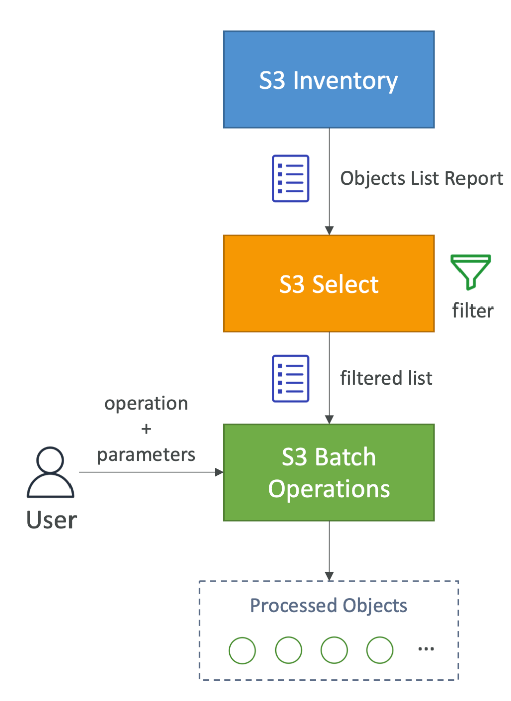 S3 Inventory
Objects List Report
S3 Select
filter
filtered list
operation
+
parameters
S3 Batch
Operations
User
Processed Objects
...